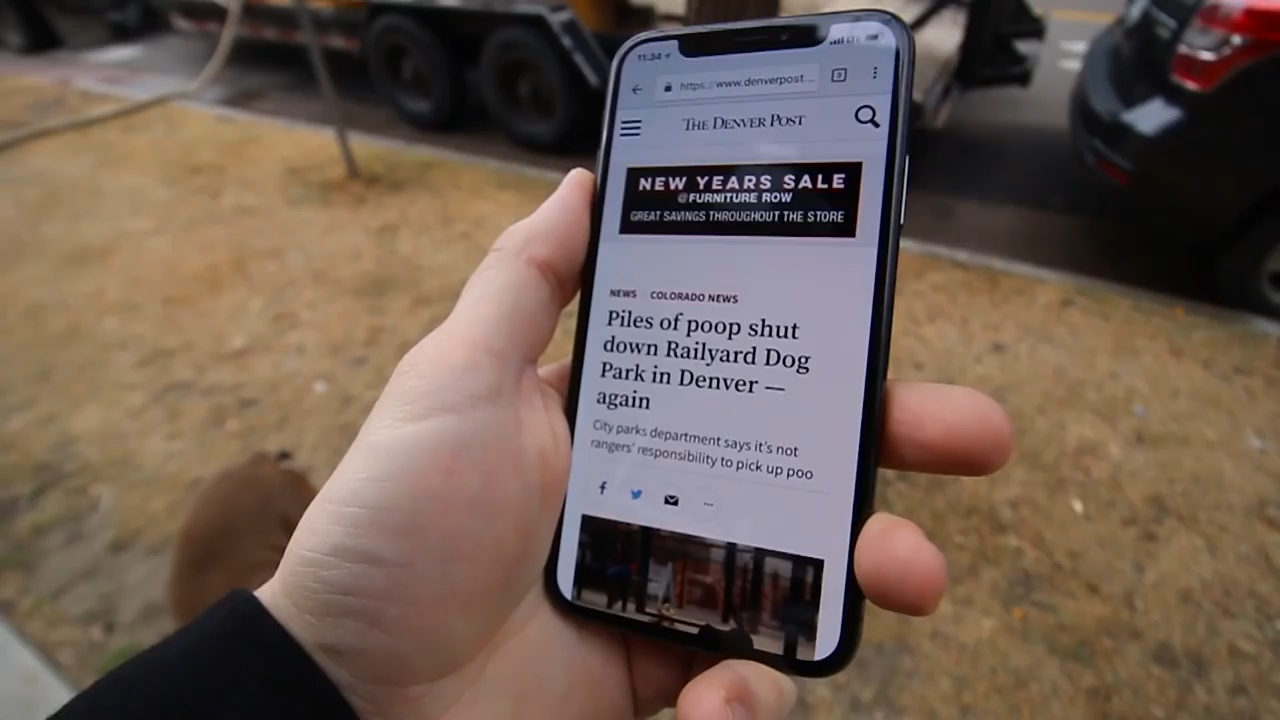 11:34
LTE
https://www.denverpost...
THE DENVER POST
NEW YEARS SALE
@FURNITURE ROW
GREAT SAVINGS THROUGHOUT THE STORE
NEWS COLORADO NEWS
Piles of poop shut
down Railyard Dog
Park in Denver —
again
City parks department says it's not
rangers' responsibility to pick up poo